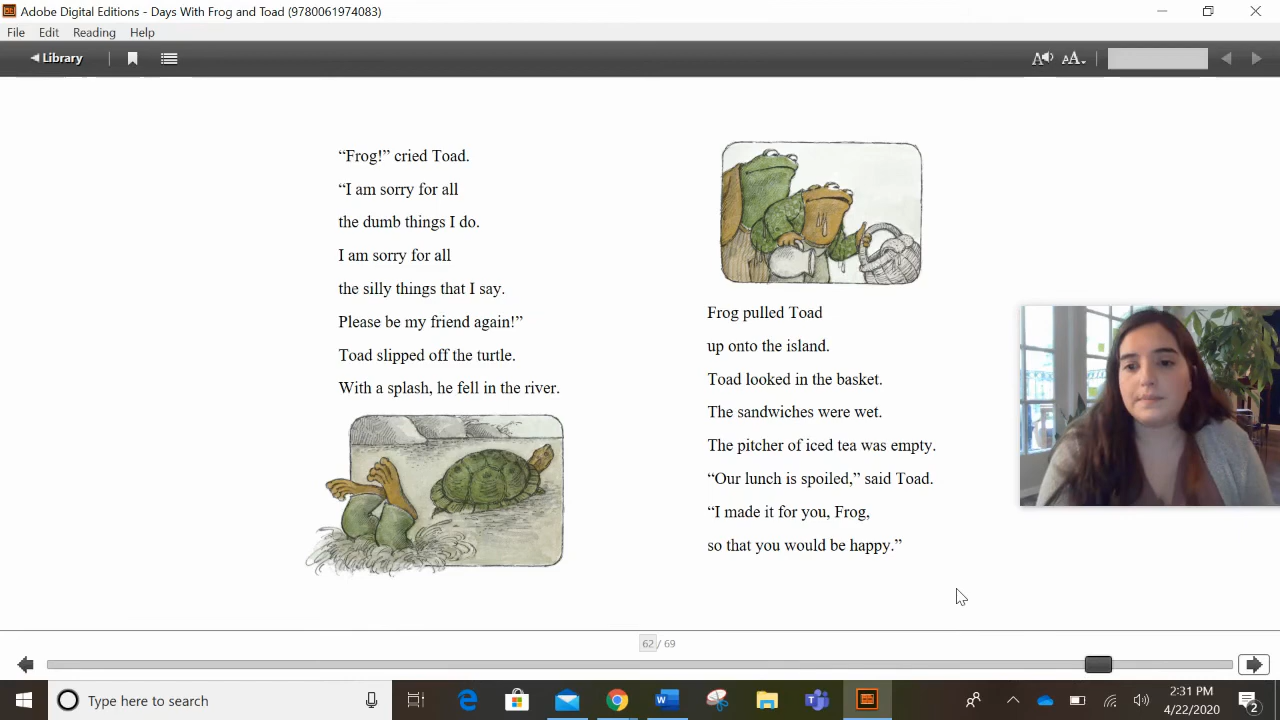 Adobe Digital Editions - Days With Frog and Toad (9780061974083)
File Edit Reading Help
Library
“Frog!” cried Toad.
“I am sorry for all
the dumb things I do.
I am sorry for all
the silly things that I say.
Please be my friend again!”
Toad slipped off the turtle.
With a splash, he fell in the river.
Frog pulled Toad
up onto the island.
Toad looked in the basket.
The sandwiches were wet.
The pitcher of iced tea was empty.
“Our lunch is spoiled,” said Toad.
“I made it for you, Frog,
so that you would be happy.”
62 / 69
Type here to search
2:31 PM
4/22/2020
2